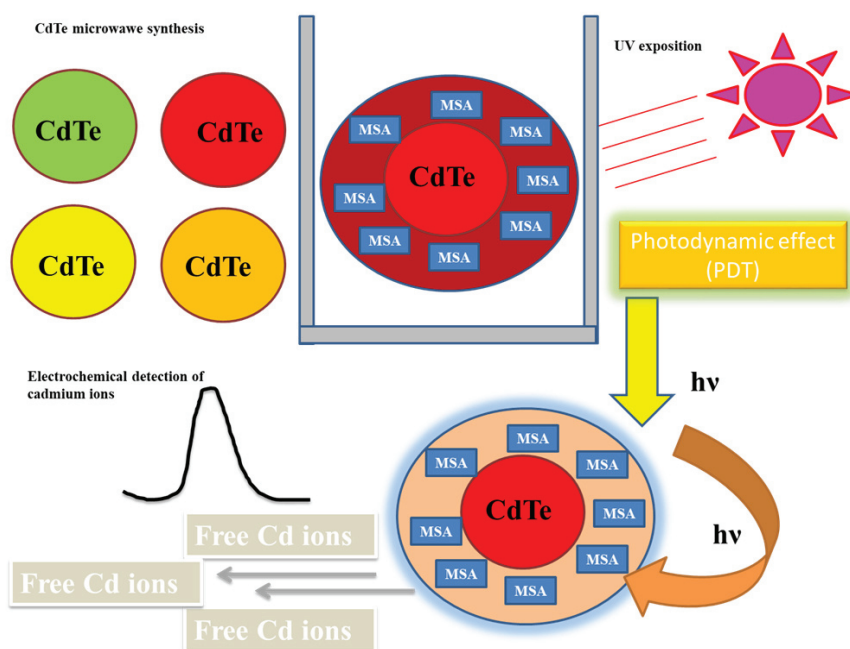 CdTe microwawe synthesis
UV exposition
CdTe
CdTe
CdTe
CdTe
MSA
MSA
MSA
MSA
MSA
MSA
MSA
MSA
CdTe
Photodynamic effect
(PDT)
hν
hν
Electrochemical detection of
cadmium ions
MSA
MSA
MSA
MSA
MSA
MSA
MSA
MSA
CdTe
Free Cd ions
Free Cd ions
Free Cd ions